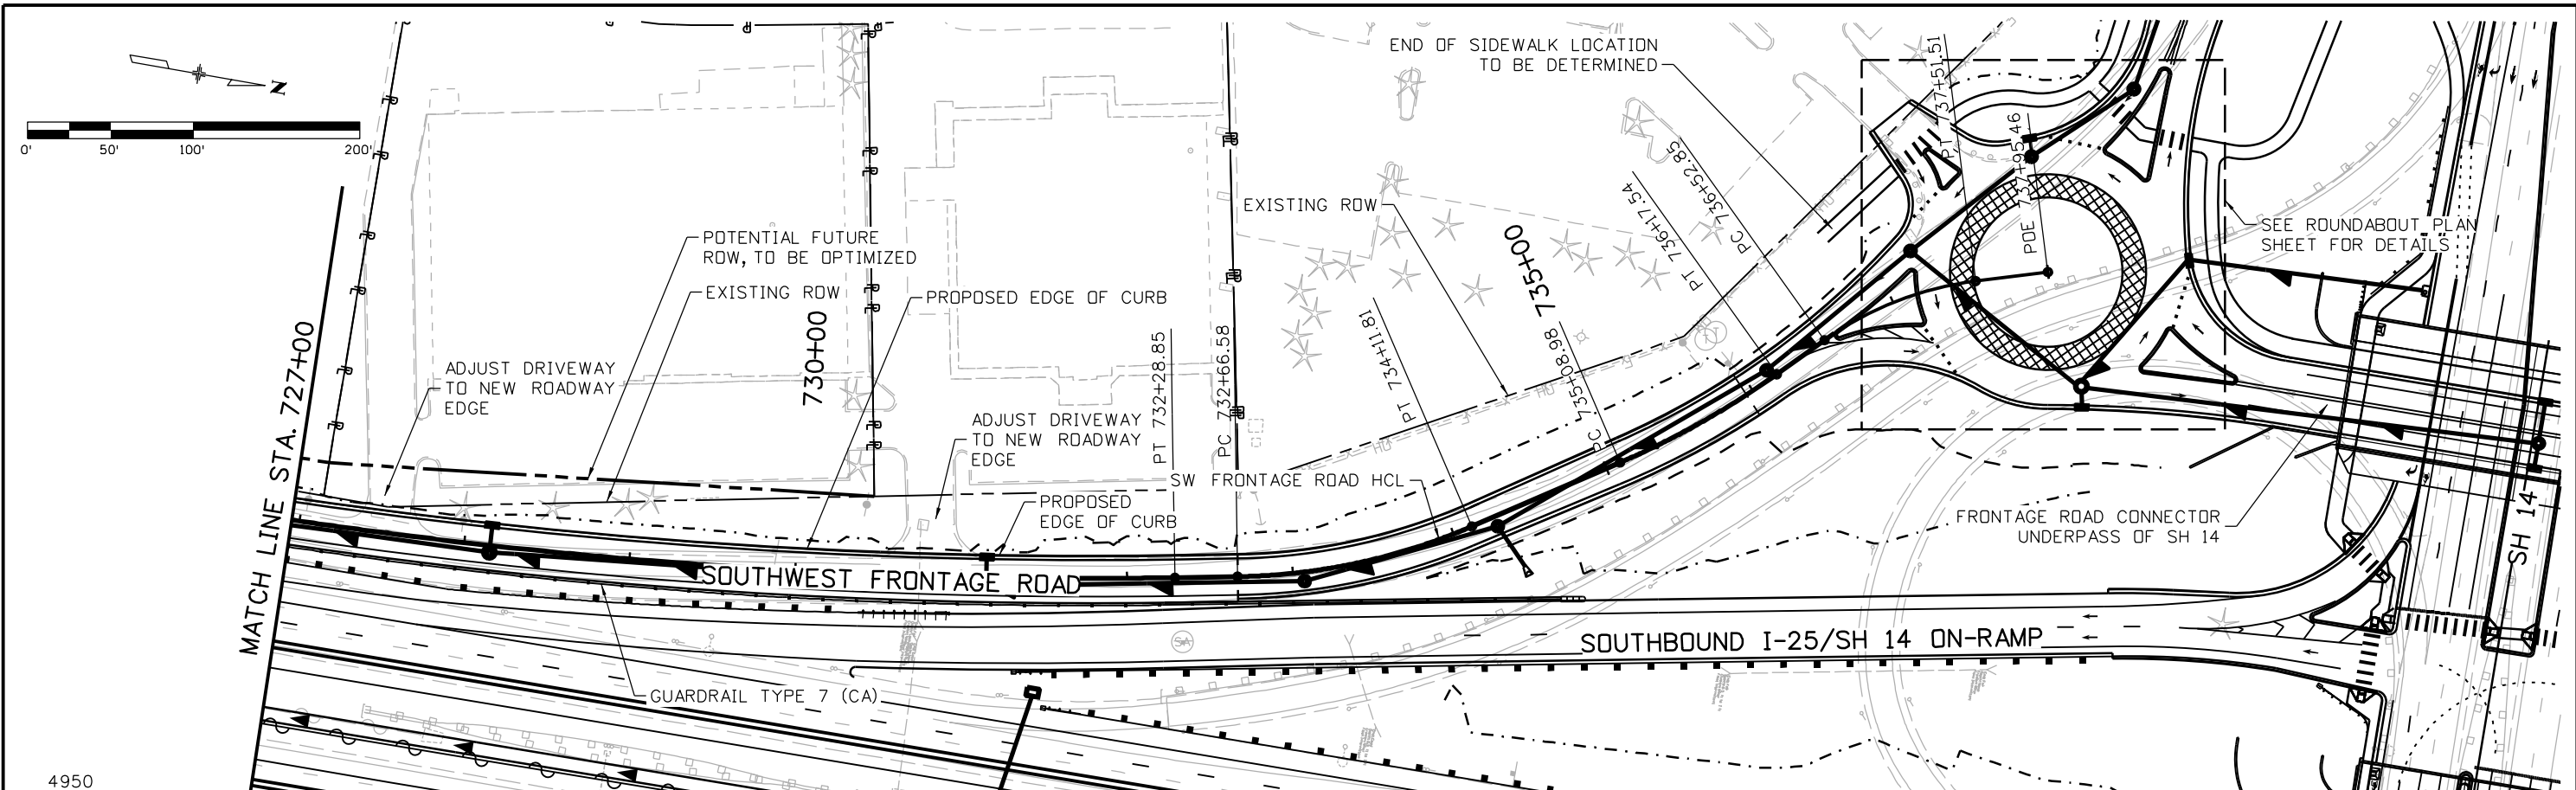 N
0' 50' 100' 200'
MATCH LINE STA. 727+00
ADJUST DRIVEWAY
TO NEW ROADWAY
EDGE
POTENTIAL FUTURE
ROW, TO BE OPTIMIZED
EXISTING ROW
730+00
PROPOSED EDGE OF CURB
ADJUST DRIVEWAY
TO NEW ROADWAY
EDGE
PROPOSED
EDGE OF CURB
PT 732+28.85
PC 732+66.58
SW FRONTAGE ROAD HCL
EXISTING ROW
PT 734+11.81
735+00
PC 735+08.98
PT 736+17.54
PC 736+52.85
END OF SIDEWALK LOCATION
TO BE DETERMINED
PT 737+51.51
POE 737+95.46
SEE ROUNDABOUT PLAN
SHEET FOR DETAILS
FRONTAGE ROAD CONNECTOR
UNDERPASS OF SH 14
SH 14
SOUTHWEST FRONTAGE ROAD
SOUTHBOUND I-25/SH 14 ON-RAMP
GUARDRAIL TYPE 7 (CA)
4950